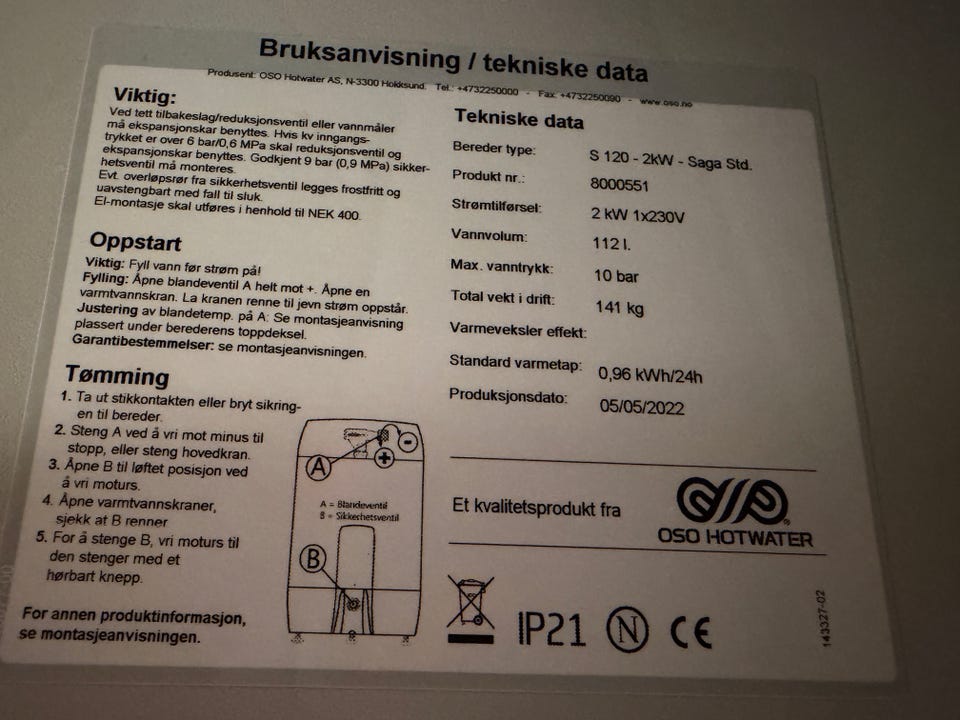 Bruksanvisning / tekniske data
Produsent: OSO Hotwater AS, N-3300 Hokksund. Tel.: +4732250000 - Fax: +4732250090 - www.oso.no
Viktig:
Ved tett tilbakeslag/reduksjonsventil eller vannmåler
må ekspansjonskar benyttes. Hvis kv inngangs-
trykket er over 6 bar/0,6 MPa skal reduksjonsventil og
ekspansjonskar benyttes. Godkjent 9 bar (0,9 MPa) sikker-
hetsventil må monteres.
Evt. overløpsrør fra sikkerhetsventil legges frostfritt og
uavstengbart med fall til sluk.
El-montasje skal utføres i henhold til NEK 400.
Oppstart
Viktig: Fyll vann før strøm på!
Fylling: Åpne blandeventil A helt mot +. Åpne en
varmtvannskran. La kranen renne til jevn strøm oppstår.
Justering av blandetemp. på A: Se montasjeanvisning
plassert under berederens toppdeksel.
Garantibestemmelser: se montasjeanvisningen.
Tømming
1. Ta ut stikkontakten eller bryt sikring-
en til bereder.
2. Steng A ved å vri mot minus til
stopp, eller steng hovedkran.
3. Åpne B til løftet posisjon ved
å vri moturs.
4. Åpne varmtvannskraner,
sjekk at B renner
5. For å stenge B, vri moturs til
den stenger med et
hørbart knepp.
For annen produktinformasjon,
se montasjeanvisningen.
A
-
+
A = Blandeventil
B = Sikkerhetsventil
B
Tekniske data
Bereder type: S 120 - 2kW - Saga Std.
Produkt nr.: 8000551
Strømtilførsel: 2 kW 1x230V
Vannvolum: 112 l.
Max. vanntrykk: 10 bar
Total vekt i drift: 141 kg
Varmeveksler effekt:
Standard varmetap: 0,96 kWh/24h
Produksjonsdato: 05/05/2022
Et kvalitetsprodukt fra
OSO HOTWATER
IP21 N CE
143327-02